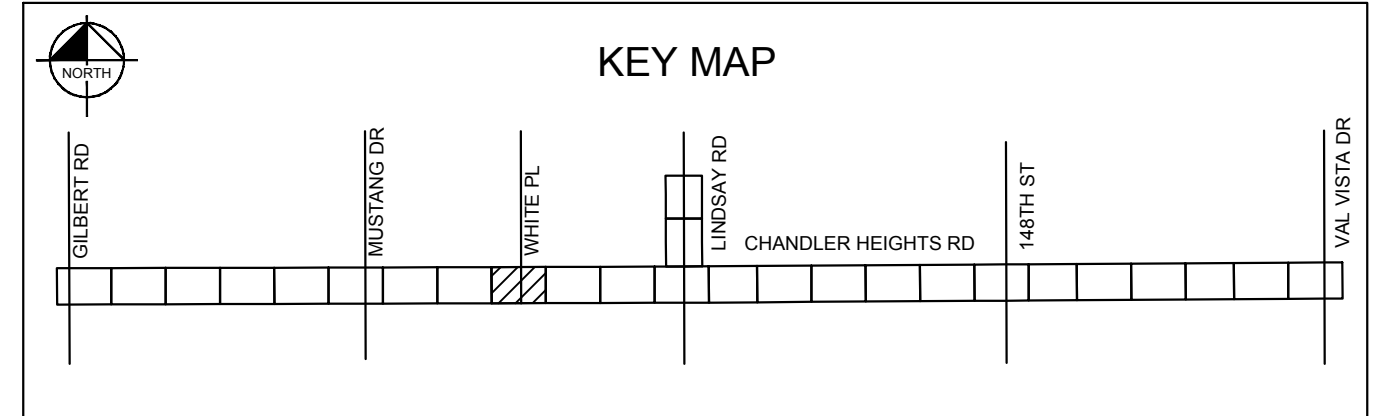 KEY MAP
NORTH
GILBERT RD
MUSTANG DR
WHITE PL
LINDSAY RD
CHANDLER HEIGHTS RD
148TH ST
VAL VISTA DR